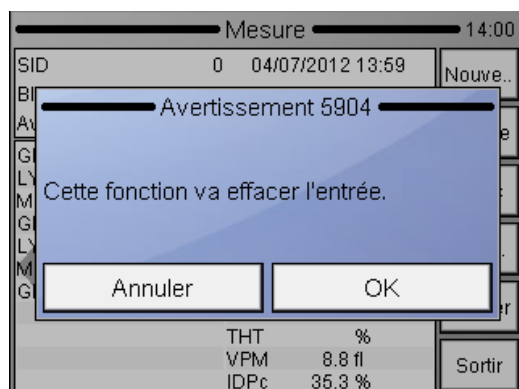 Mesure 14:00
SID 0 04/07/2012 13:59
Nouve..
Avertissement 5904
Cette fonction va effacer l'entrée.
Annuler OK
THT %
VPM 8.8 fl
IDPc 35.3 %
Sortir